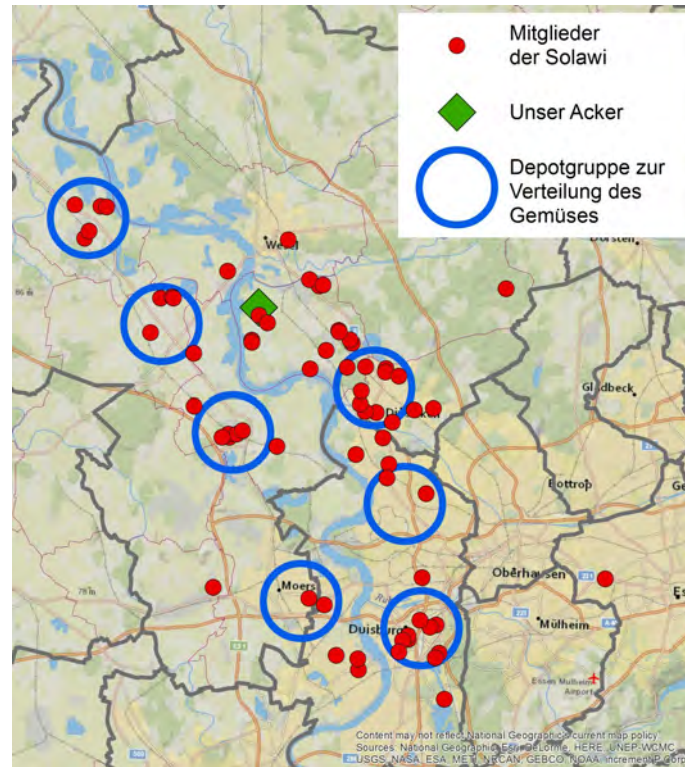 Mitglieder
der Solawi
Unser Acker
Depotgruppe zur
Verteilung des
Gemüses
Wesel
Dorsten
86 m
Gladbeck
Bottrop
Oberhausen
Moers
78 m
Duisburg
Mülheim
Essen Mülheim
Airport
Content may not reflect National Geographic's current map policy.
Sources: National Geographic, Esri, DeLorme, HERE, UNEP-WCMC,
USGS, NASA, ESA, METI, NRCAN, GEBCO, NOAA, increment P Corp.